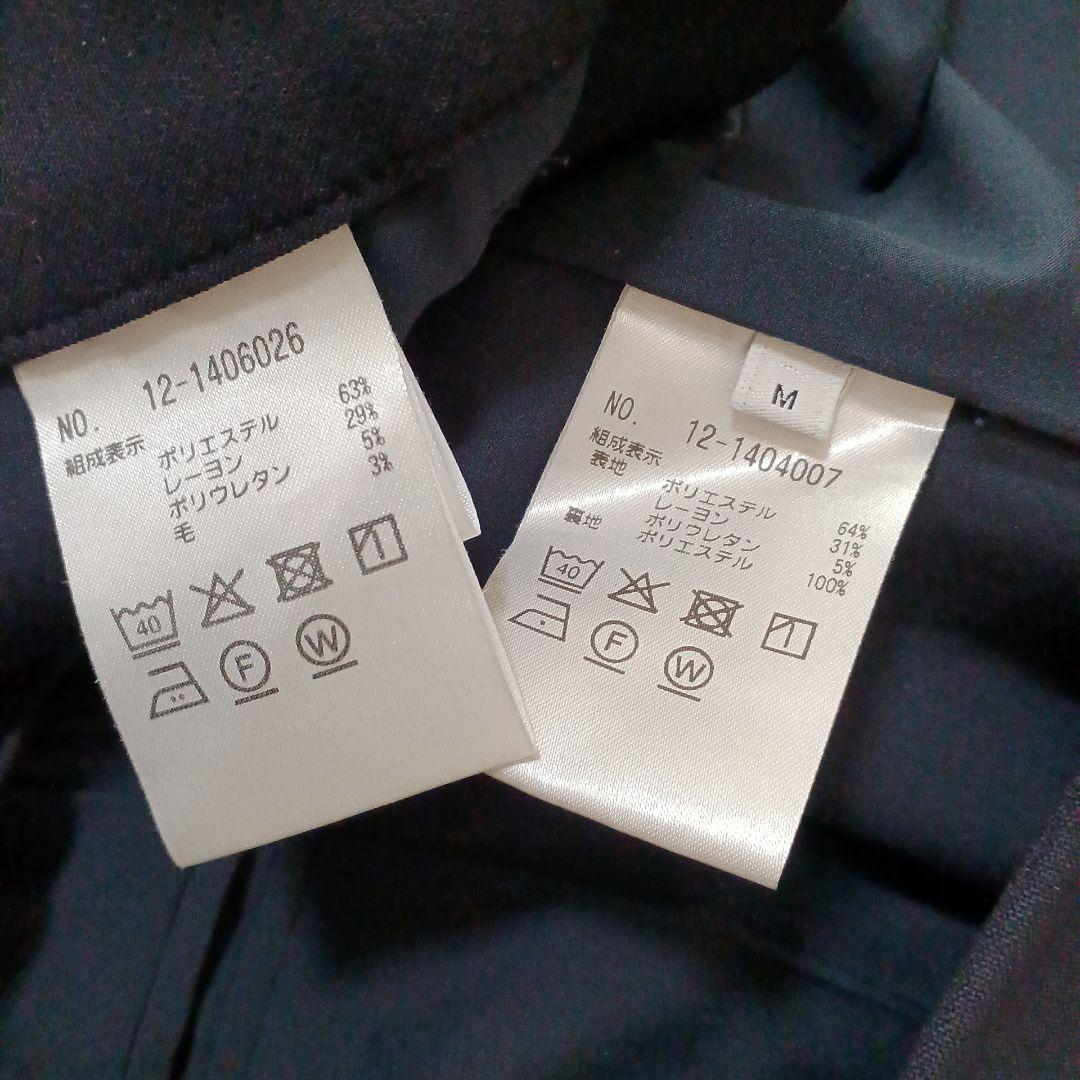 NO. 12-1406026
組成表示
ポリエステル 63%
レーヨン 29%
ポリウレタン 5%
毛 3%
40
1
F
W
M
NO. 12-1404007
組成表示
表地 ポリエステル 64%
レーヨン 31%
ポリウレタン 5%
裏地 ポリエステル 100%
40
1
F
W